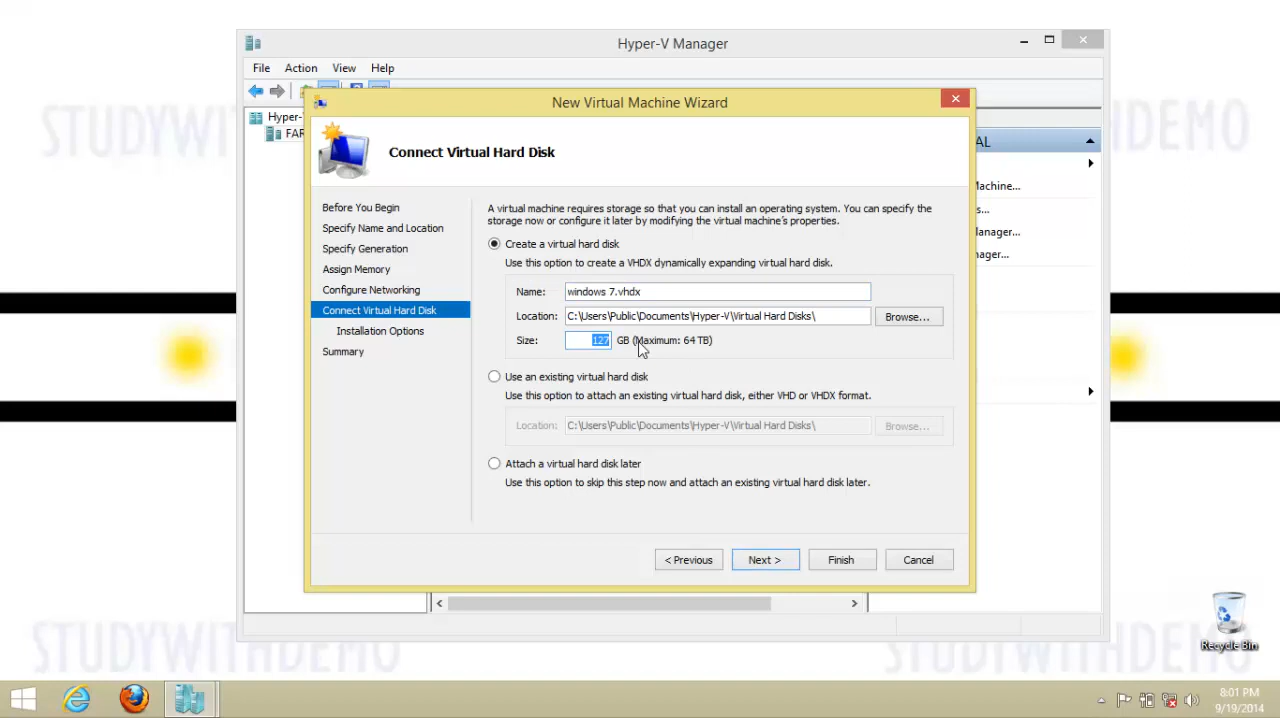 STUDYWITHDEMO
Hyper-V Manager
File Action View Help
New Virtual Machine Wizard
Hyper-
FAR
AL
Connect Virtual Hard Disk
Machine...
s...
anager...
ager...
Before You Begin
Specify Name and Location
Specify Generation
Assign Memory
Configure Networking
Connect Virtual Hard Disk
Installation Options
Summary
A virtual machine requires storage so that you can install an operating system. You can specify the
storage now or configure it later by modifying the virtual machine's properties.
Create a virtual hard disk
Use this option to create a VHDX dynamically expanding virtual hard disk.
Name: windows 7.vhdx
Location: C:\Users\Public\Documents\Hyper-V\Virtual Hard Disks\ Browse...
Size: 127 GB (Maximum: 64 TB)
Use an existing virtual hard disk
Use this option to attach an existing virtual hard disk, either VHD or VHDX format.
Location: C:\Users\Public\Documents\Hyper-V\Virtual Hard Disks\ Browse...
Attach a virtual hard disk later
Use this option to skip this step now and attach an existing virtual hard disk later.
< Previous Next > Finish Cancel
STUDYWITHDEMO
STUDYWITHDEMO
Recycle Bin
8:01 PM
9/19/2014